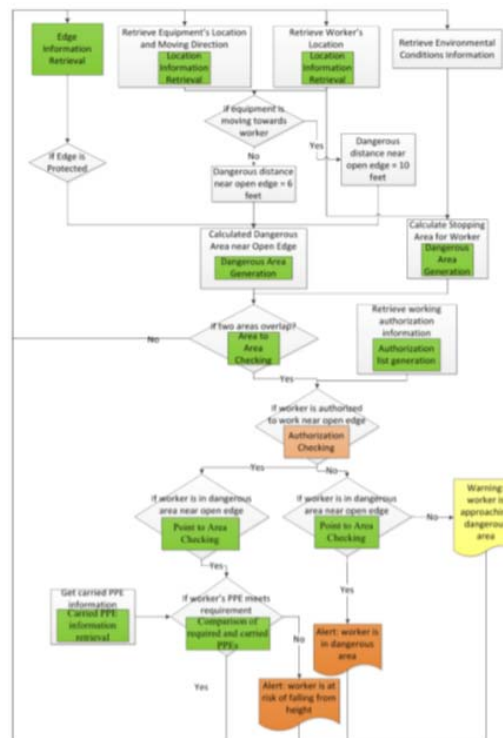 Edge
Information
Retrieval
Retrieve Equipment's Location
and Moving Direction
Location
Information
Retrieval
Retrieve Worker's
Location
Location
Information
Retrieval
Retrieve Environmental
Conditions Information
if equipment is
moving towards
worker
Yes
No
if Edge is
Protected
Dangerous
distance near
open edge = 10
feet
Dangerous distance
near open edge = 6
feet
Calculated Dangerous
Area near Open Edge
Dangerous Area
Generation
Calculate Stopping
Area for Worker
Dangerous
Area
Generation
Retrieve working
authorization
information
Authorization
list generation
No
if two areas overlap?
Area to
Area
Checking
Yes
If worker is authorized
to work near open edge
Authorization
Checking
Yes
No
If worker is in dangerous
area near open edge
Point to Area
Checking
If worker is in dangerous
area near open edge
Point to Area
Checking
No
Warning:
worker is
approaching
dangerous
area
Yes
Yes
Get carried PPE
information
Carried PPE
information
retrieval
If worker's PPE meets
requirement
Comparison of
required and carried
PPEs
No
Alert: worker is
in dangerous
area
Yes
Alert: worker is at
risk of falling from
height